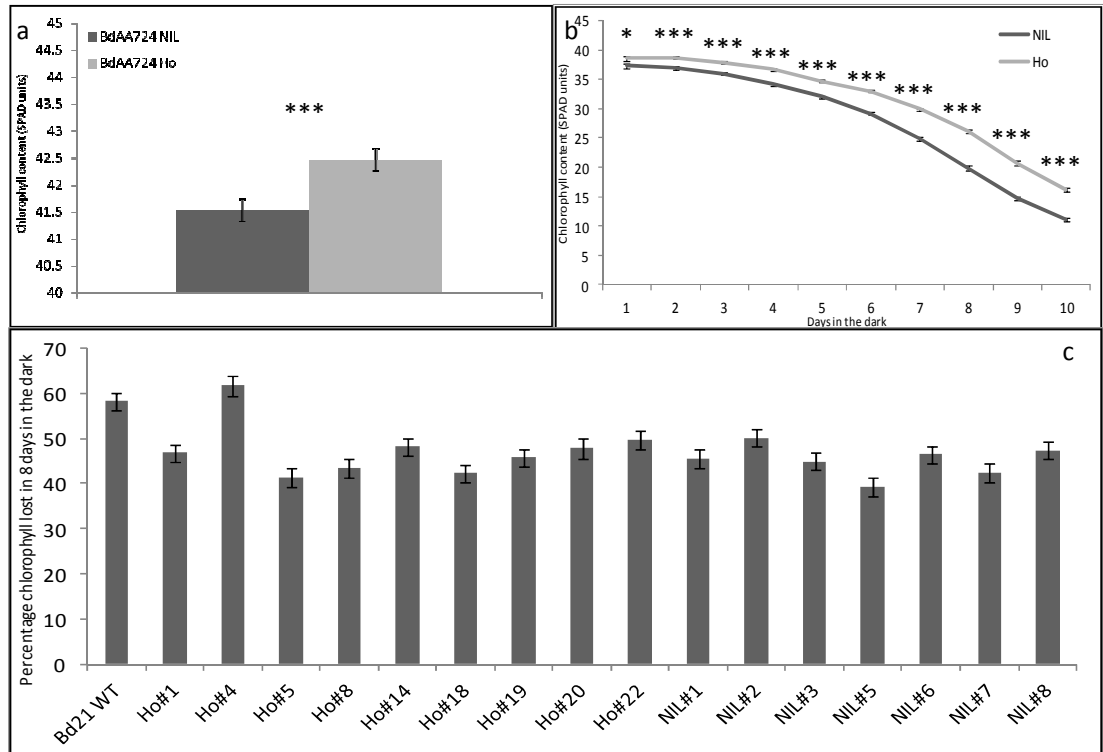 a
45
44.5
44
43.5
43
42.5
42
41.5
41
40.5
40
Chlorophyll content (SPAD units)
BdAA724 NIL
BdAA724 Ho
***
b
45
40
35
30
25
20
15
10
5
0
Chlorophyll content (SPAD units)
* *** *** *** *** *** *** *** *** ***
NIL
Ho
1 2 3 4 5 6 7 8 9 10
Days in the dark
c
70
60
50
40
30
20
10
0
Percentage chlorophyll lost in 8 days in the dark
Bd21 WT
Ho#1
Ho#4
Ho#5
Ho#8
Ho#14
Ho#18
Ho#19
Ho#20
Ho#22
NIL#1
NIL#2
NIL#3
NIL#5
NIL#6
NIL#7
NIL#8